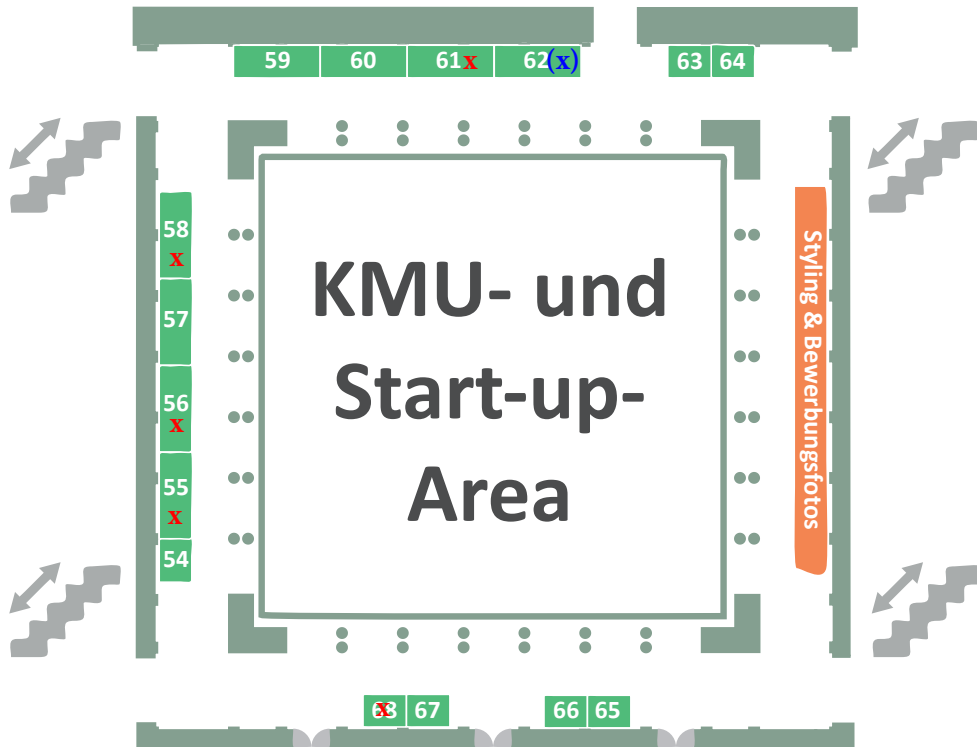 59 60 61 x 62 (x) 63 64
58
x
57
56
x
55
x
54
KMU- und
Start-up-
Area
Styling & Bewerbungsfotos
x 67 66 65